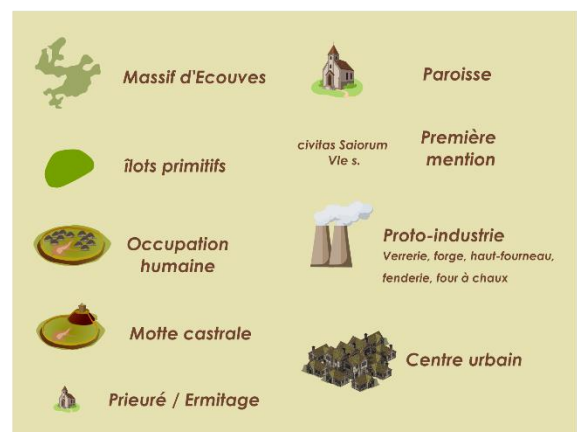 Massif d'Ecouves
îlots primitifs
Occupation
humaine
Motte castrale
Prieuré / Ermitage
Paroisse
civitas Saiorum
VIe s.
Première
mention
Proto-industrie
Verrerie, forge, haut-fourneau,
fenderie, four à chaux
Centre urbain